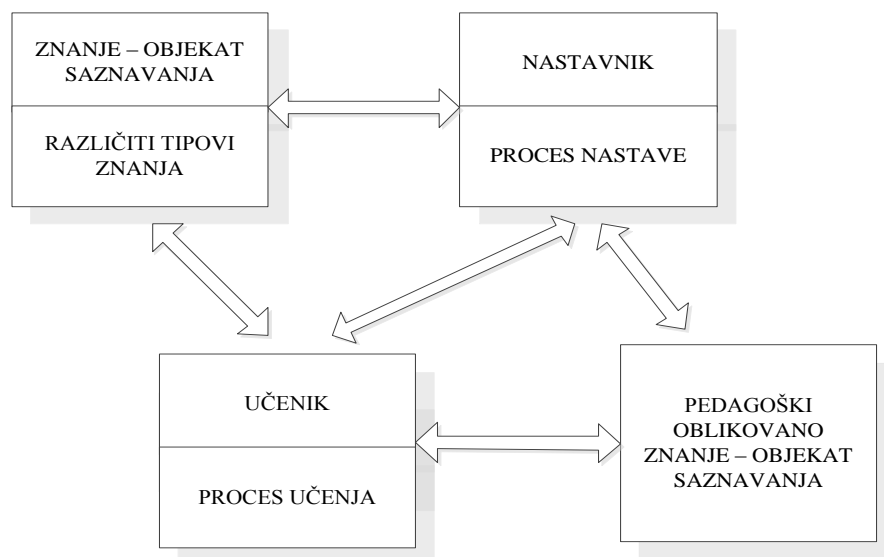 ZNANJE – OBJEKAT
SAZNAVANJA
RAZLIČITI TIPOVI
ZNANJA
NASTAVNIK
PROCES NASTAVE
UČENIK
PROCES UČENJA
PEDAGOŠKI
OBLIKOVANO
ZNANJE – OBJEKAT
SAZNAVANJA